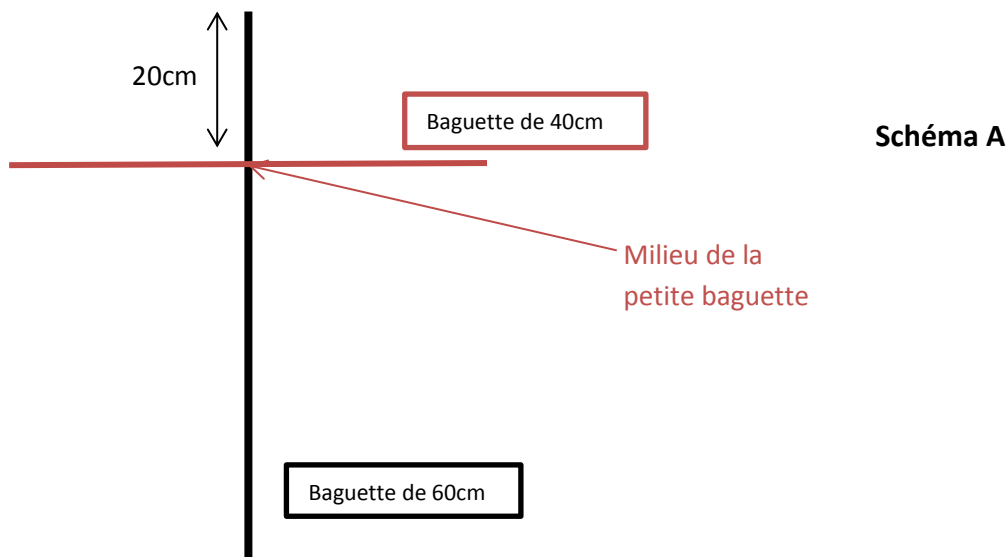 20cm
Baguette de 40cm
Schéma A
Milieu de la
petite baguette
Baguette de 60cm